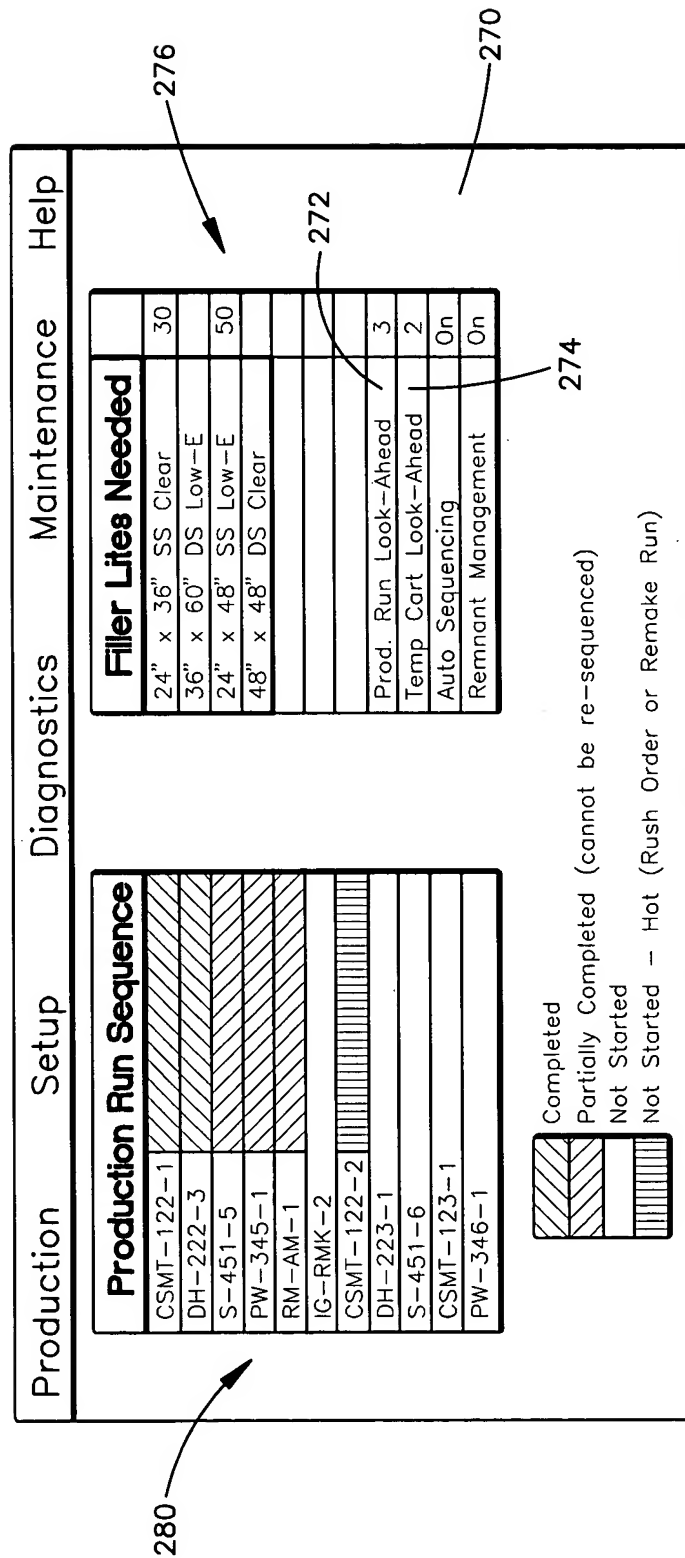 Production Setup Diagnostics Maintenance Help
Production Run Sequence
CSMT-122-1
DH-222-3
S-451-5
PW-345-1
RM-AM-1
IG-RMK-2
CSMT-122-2
DH-223-1
S-451-6
CSMT-123-1
PW-346-1
280
Filler Lites Needed
24" x 36" SS Clear 30
36" x 60" DS Low-E
24" x 48" SS Low-E 50
48" x 48" DS Clear
Prod. Run Look-Ahead 3
Temp Cart Look-Ahead 2
Auto Sequencing On
Remnant Management On
276
272
274
270
Completed
Partially Completed (cannot be re-sequenced)
Not Started
Not Started - Hot (Rush Order or Remake Run)